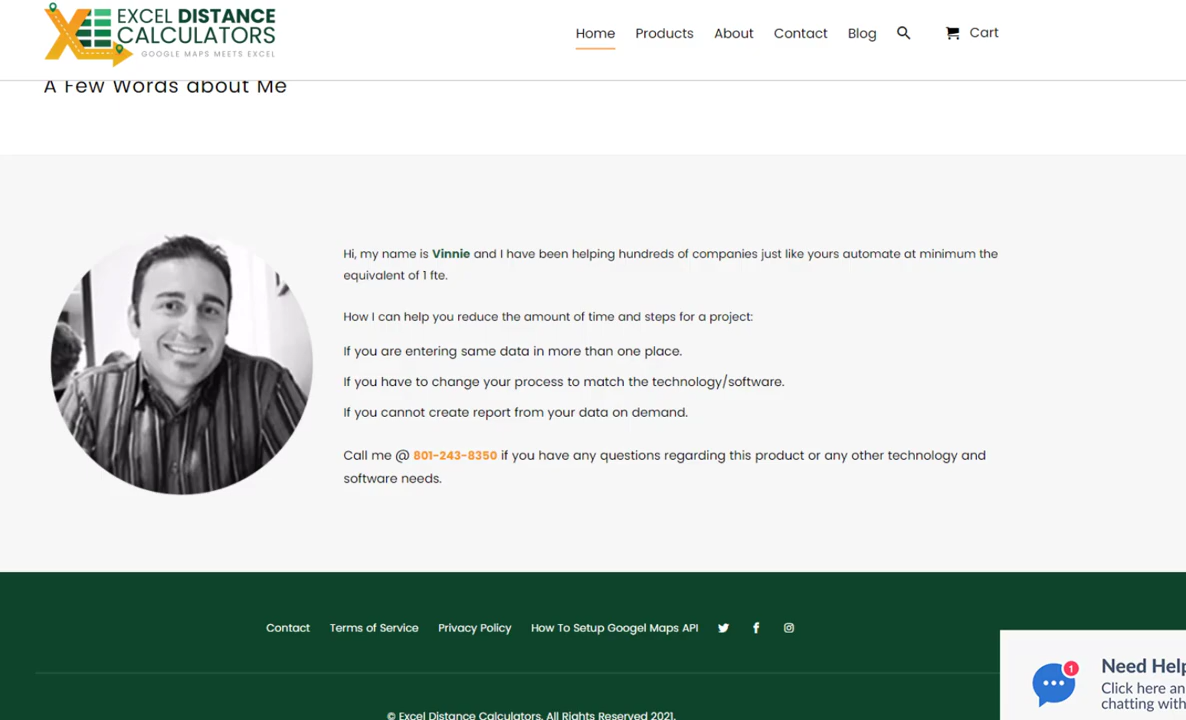 EXCEL DISTANCE
CALCULATORS
GOOGLE MAPS MEETS EXCEL
Home Products About Contact Blog Cart
A Few Words about Me
Hi, my name is Vinnie and I have been helping hundreds of companies just like yours automate at minimum the
equivalent of 1 fte.
How I can help you reduce the amount of time and steps for a project:
If you are entering same data in more than one place.
If you have to change your process to match the technology/software.
If you cannot create report from your data on demand.
Call me @ 801-243-8350 if you have any questions regarding this product or any other technology and
software needs.
Contact Terms of Service Privacy Policy How To Setup Googel Maps API
1
Need Help
Click here an
chatting with
© Excel Distance Calculators. All Rights Reserved 2021.